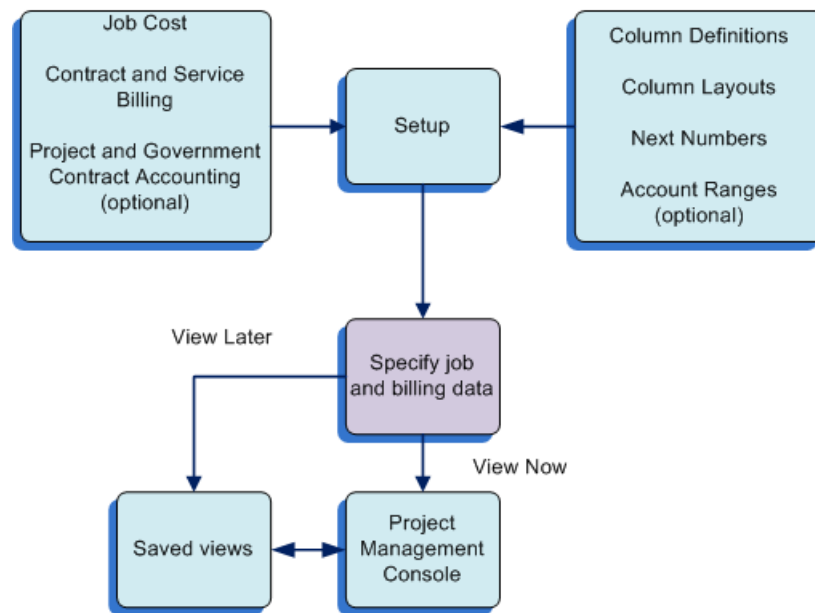 Job Cost
Contract and Service
Billing
Project and Government
Contract Accounting
(optional)
Setup
Column Definitions
Column Layouts
Next Numbers
Account Ranges
(optional)
View Later
Specify job
and billing data
View Now
Saved views
Project
Management
Console